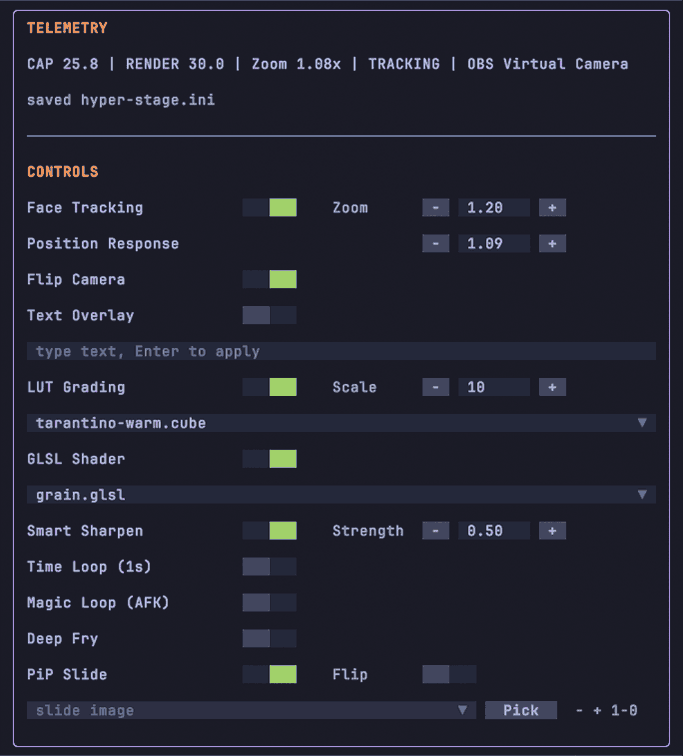 TELEMETRY
CAP 25.8 | RENDER 30.0 | Zoom 1.08x | TRACKING | OBS Virtual Camera
saved hyper-stage.ini
CONTROLS
Face Tracking Zoom - 1.20 +
Position Response - 1.09 +
Flip Camera
Text Overlay
type text, Enter to apply
LUT Grading Scale - 10 +
tarantino-warm.cube ▼
GLSL Shader
grain.glsl ▼
Smart Sharpen Strength - 0.50 +
Time Loop (1s)
Magic Loop (AFK)
Deep Fry
PiP Slide Flip
slide image ▼ Pick - + 1-0